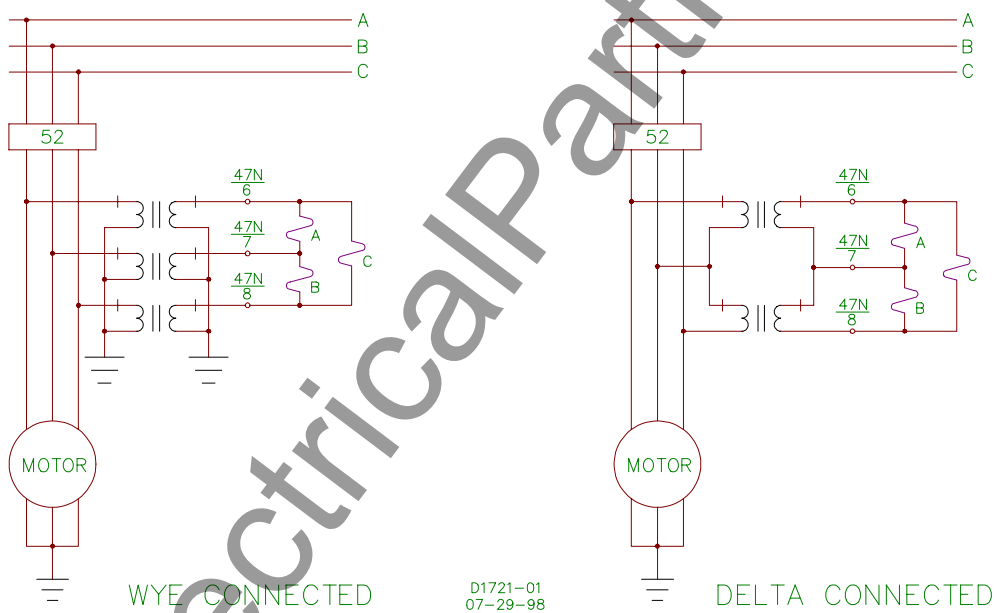 A
B
C
52
47N
6
47N
7
47N
8
A
B
C
MOTOR
WYE CONNECTED
A
B
C
52
47N
6
47N
7
47N
8
A
B
C
MOTOR
DELTA CONNECTED
D1721-01
07-29-98
ectricalParti